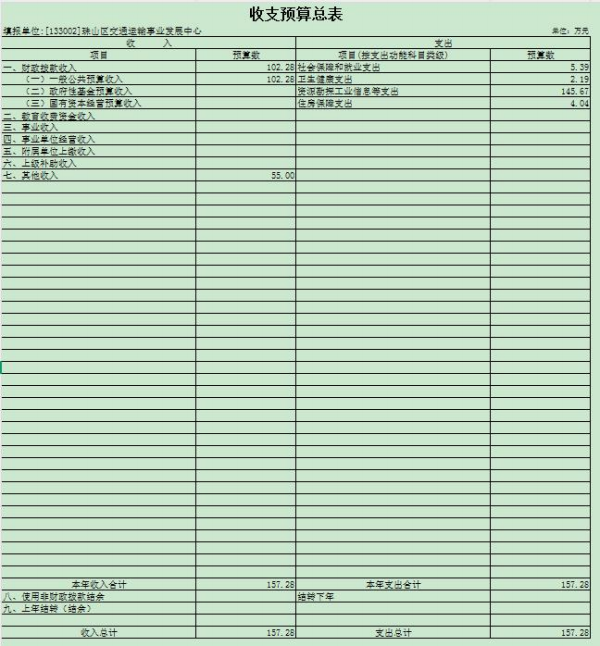 收支预算总表
填报单位:[133002]珠山区交通运输事业发展中心 单位：万元
收 入 支出
项目 预算数 项目(按支出功能科目类级) 预算数
一、财政拨款收入 102.28 社会保障和就业支出 5.39
（一）一般公共预算收入 102.28 卫生健康支出 2.19
（二）政府性基金预算收入 资源勘探工业信息等支出 145.67
（三）国有资本经营预算收入 住房保障支出 4.04
二、教育收费资金收入
三、事业收入
四、事业单位经营收入
五、附属单位上缴收入
六、上级补助收入
七、其他收入 55.00
本年收入合计 157.28 本年支出合计 157.28
八、使用非财政拨款结余 结转下年
九、上年结转（结余）
收入总计 157.28 支出总计 157.28